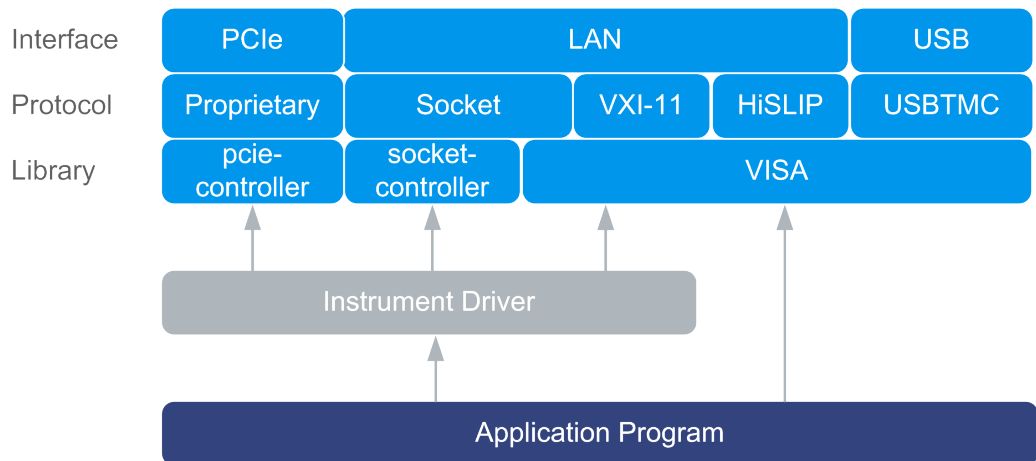 Interface PCIe LAN USB
Protocol Proprietary Socket VXI-11 HiSLIP USBTMC
Library pcie-
controller socket-
controller VISA
Instrument Driver
Application Program